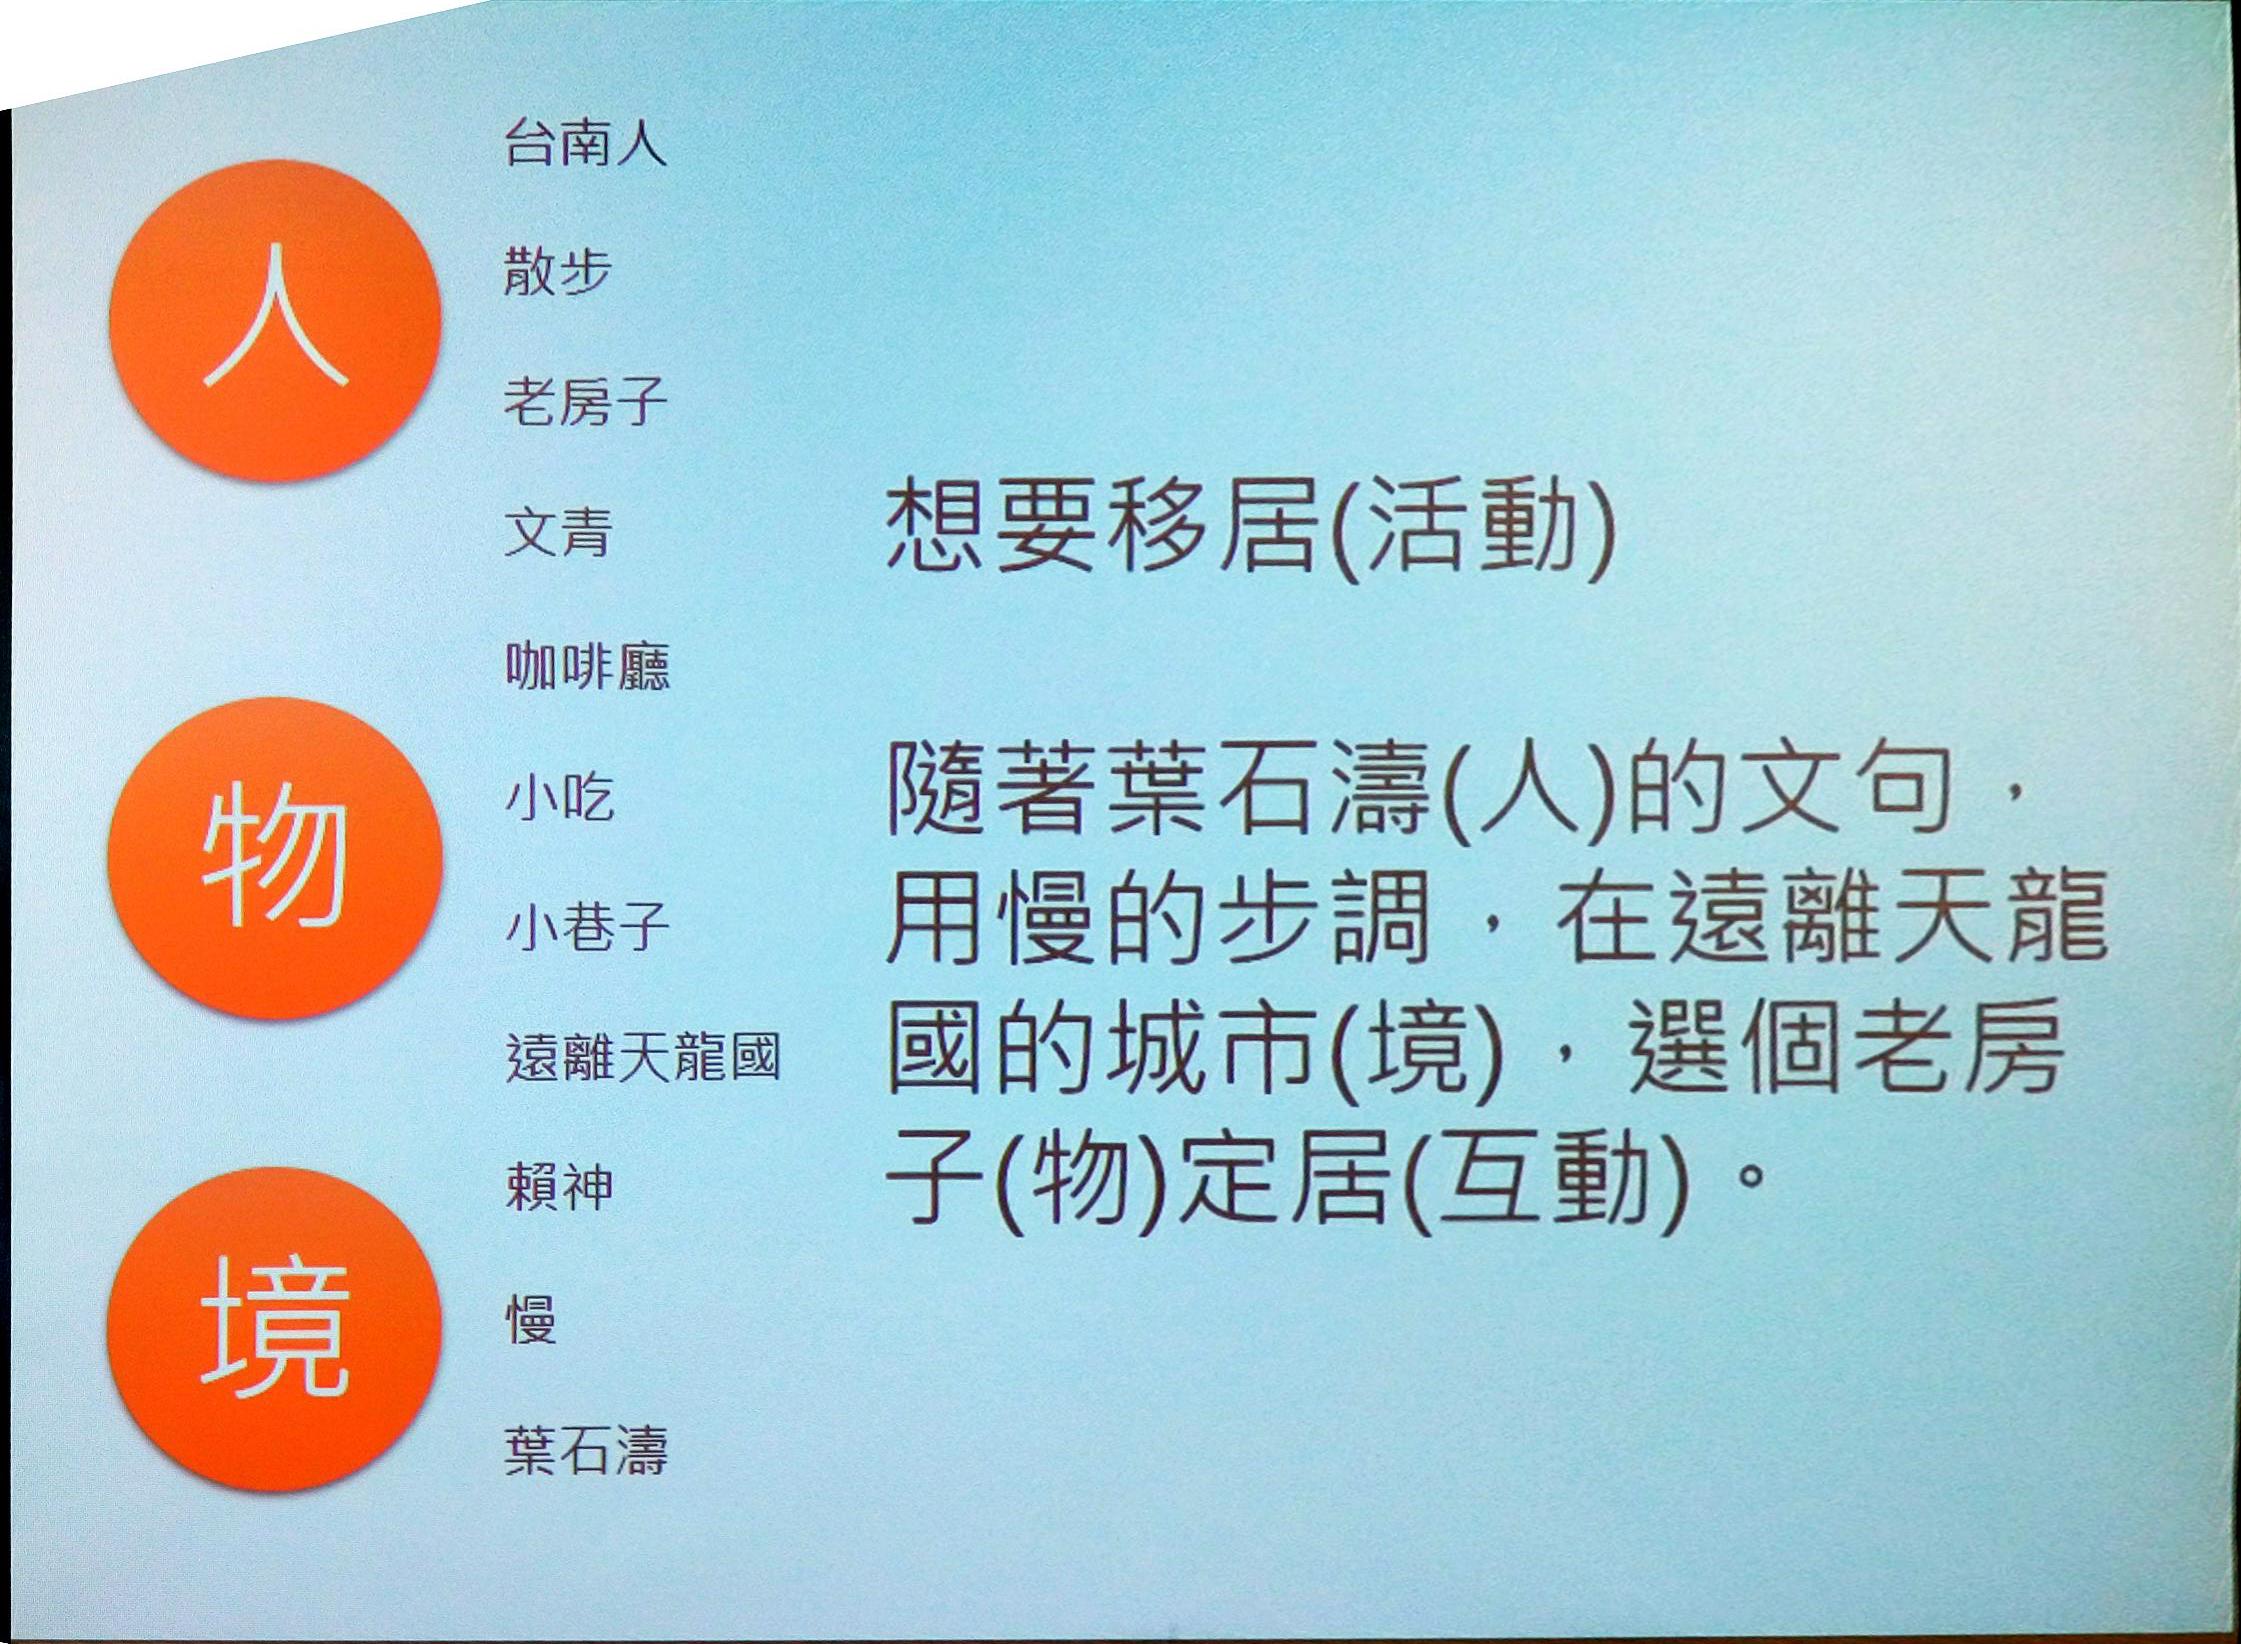 人
物
境
台南人
散步
老房子
文青
咖啡廳
小吃
小巷子
遠離天龍國
賴神
慢
葉石濤
想要移居(活動)
隨著葉石濤(人)的文句，
用慢的步調，在遠離天龍
國的城市(境)，選個老房
子(物)定居(互動)。